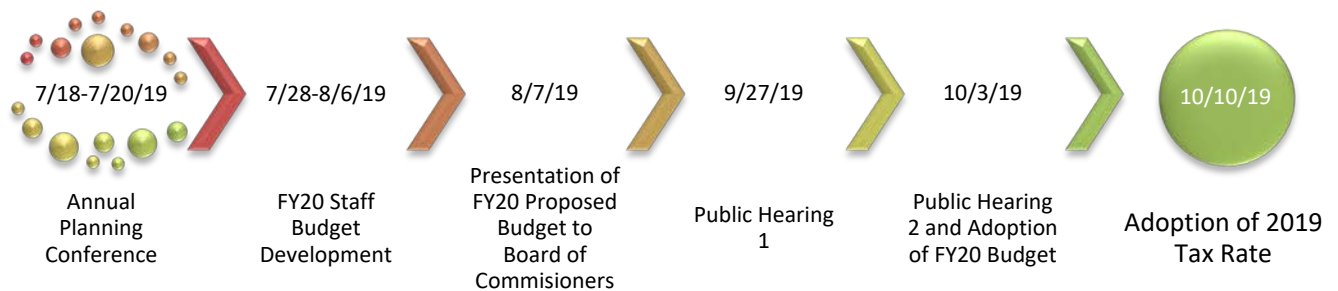 7/18-7/20/19
Annual
Planning
Conference
7/28-8/6/19
FY20 Staff
Budget
Development
8/7/19
Presentation of
FY20 Proposed
Budget to
Board of
Commisioners
9/27/19
Public Hearing
1
10/3/19
Public Hearing
2 and Adoption
of FY20 Budget
10/10/19
Adoption of 2019
Tax Rate